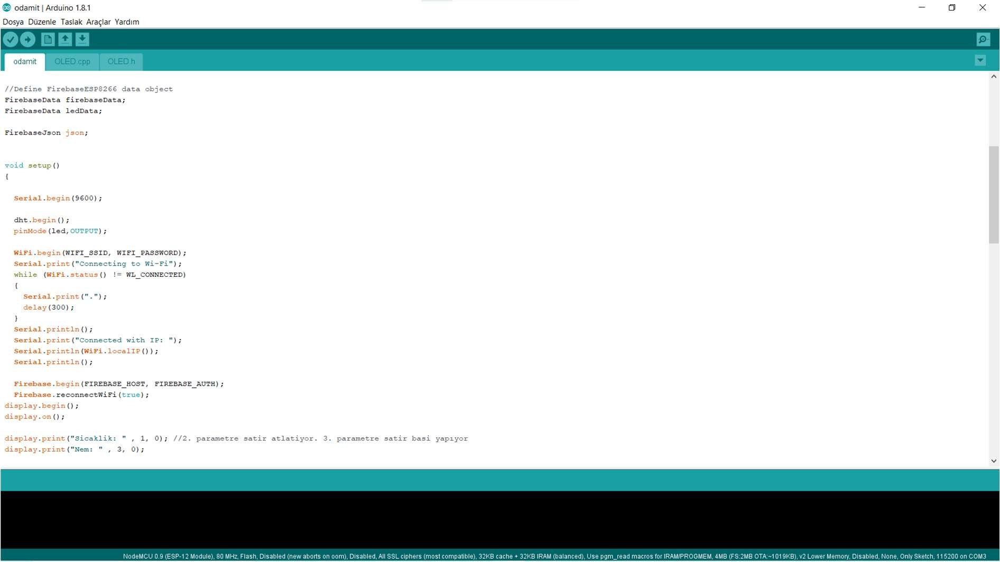 odamit | Arduino 1.8.1
Dosya Düzenle Taslak Araçlar Yardım
odamit OLED.cpp OLED.h
//Define FirebaseESP8266 data object
FirebaseData firebaseData;
FirebaseData ledData;
FirebaseJson json;
void setup()
{
Serial.begin(9600);
dht.begin();
pinMode(led,OUTPUT);
WiFi.begin(WIFI_SSID, WIFI_PASSWORD);
Serial.print("Connecting to Wi-Fi");
while (WiFi.status() != WL_CONNECTED)
{
Serial.print(".");
delay(300);
}
Serial.println();
Serial.print("Connected with IP: ");
Serial.println(WiFi.localIP());
Serial.println();
Firebase.begin(FIREBASE_HOST, FIREBASE_AUTH);
Firebase.reconnectWiFi(true);
display.begin();
display.on();
display.print("Sicaklik: " , 1, 0); //2. parametre satir atlatiyor. 3. parametre satir basi yapıyor
display.print("Nem: " , 3, 0);
NodeMCU 0.9 (ESP-12 Module), 80 MHz, Flash, Disabled (new aborts on oom), Disabled, All SSL ciphers (most compatible), 32KB cache + 32KB IRAM (balanced), Use pgm_read macros for IRAM/PROGMEM, 4MB (FS:2MB OTA:~1019KB), v2 Lower Memory, Disabled, None, Only Sketch, 115200 on COM3